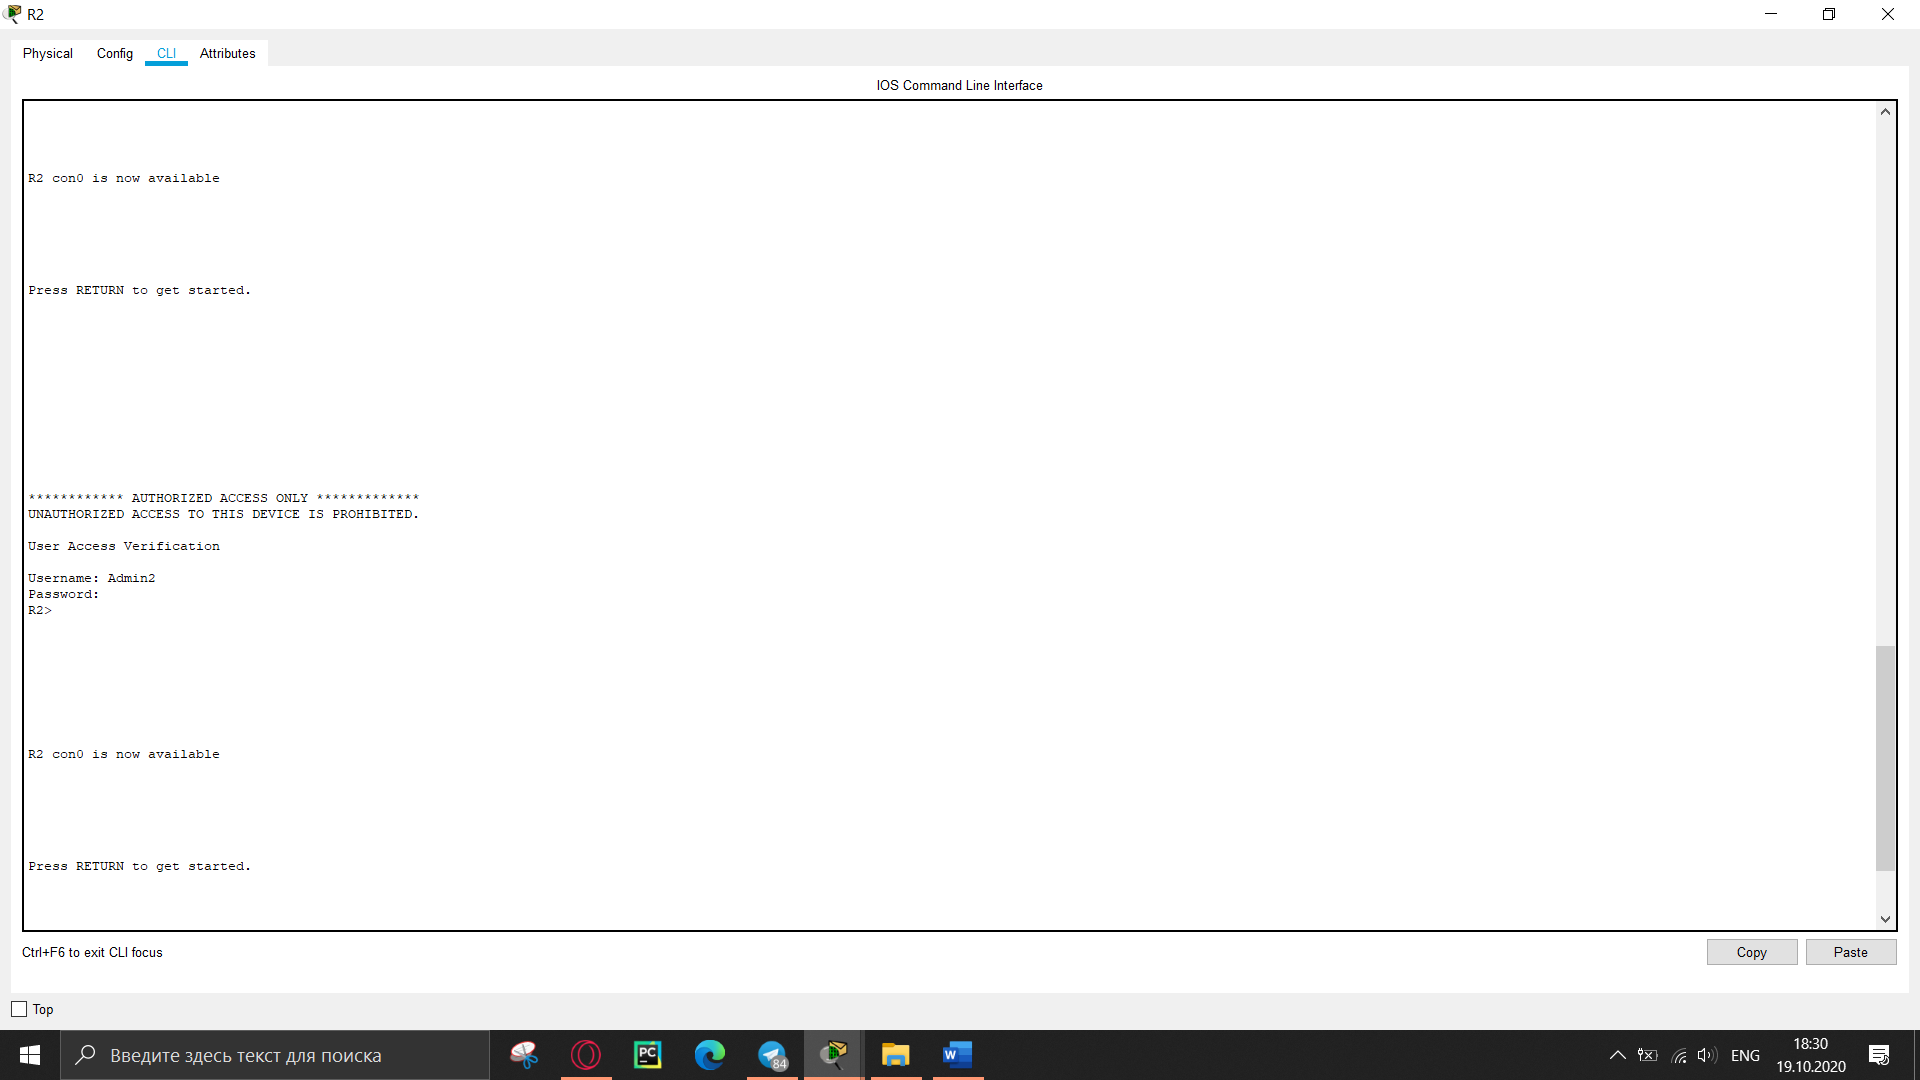 R2
Physical Config CLI Attributes
IOS Command Line Interface
R2 con0 is now available
Press RETURN to get started.
************ AUTHORIZED ACCESS ONLY *************
UNAUTHORIZED ACCESS TO THIS DEVICE IS PROHIBITED.
User Access Verification
Username: Admin2
Password:
R2>
R2 con0 is now available
Press RETURN to get started.
Ctrl+F6 to exit CLI focus
Copy Paste
Top
Введите здесь текст для поиска
PC
84
W
ENG
18:30
19.10.2020